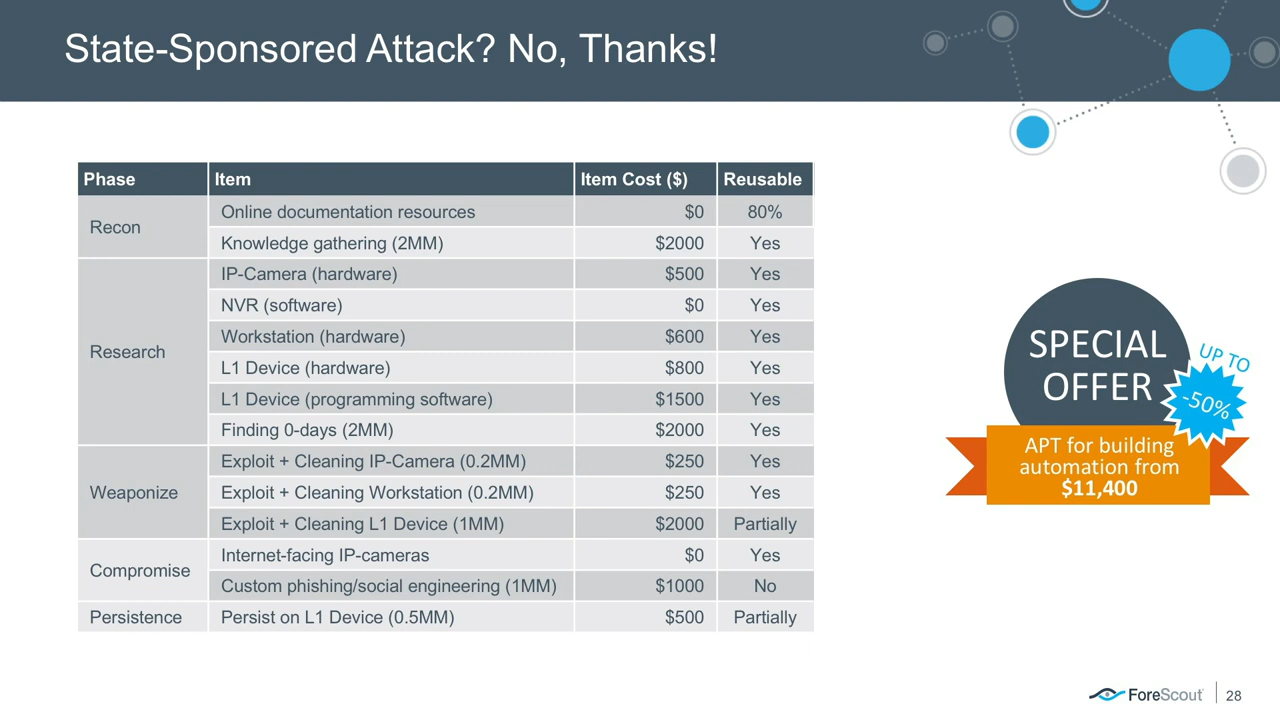 State-Sponsored Attack? No, Thanks!
Phase Item Item Cost ($) Reusable
Recon
Online documentation resources $0 80%
Knowledge gathering (2MM) $2000 Yes
Research
IP-Camera (hardware) $500 Yes
NVR (software) $0 Yes
Workstation (hardware) $600 Yes
L1 Device (hardware) $800 Yes
L1 Device (programming software) $1500 Yes
Finding 0-days (2MM) $2000 Yes
Weaponize
Exploit + Cleaning IP-Camera (0.2MM) $250 Yes
Exploit + Cleaning Workstation (0.2MM) $250 Yes
Exploit + Cleaning L1 Device (1MM) $2000 Partially
Compromise
Internet-facing IP-cameras $0 Yes
Custom phishing/social engineering (1MM) $1000 No
Persistence Persist on L1 Device (0.5MM) $500 Partially
SPECIAL
OFFER
UP TO
-50%
APT for building
automation from
$11,400
ForeScout 28